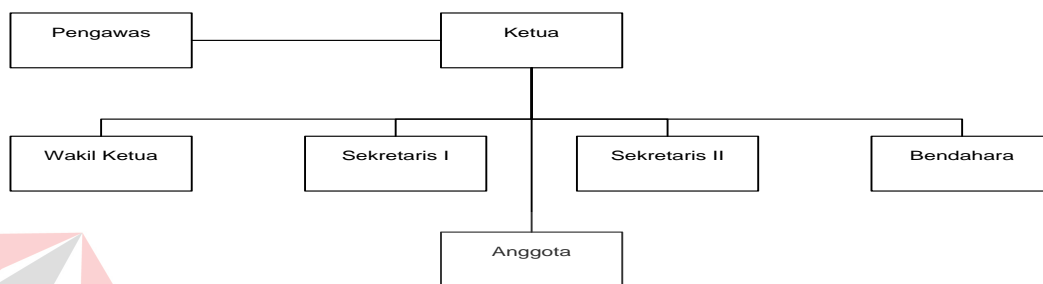 Pengawas
Ketua
Wakil Ketua
Sekretaris I
Sekretaris II
Bendahara
Anggota